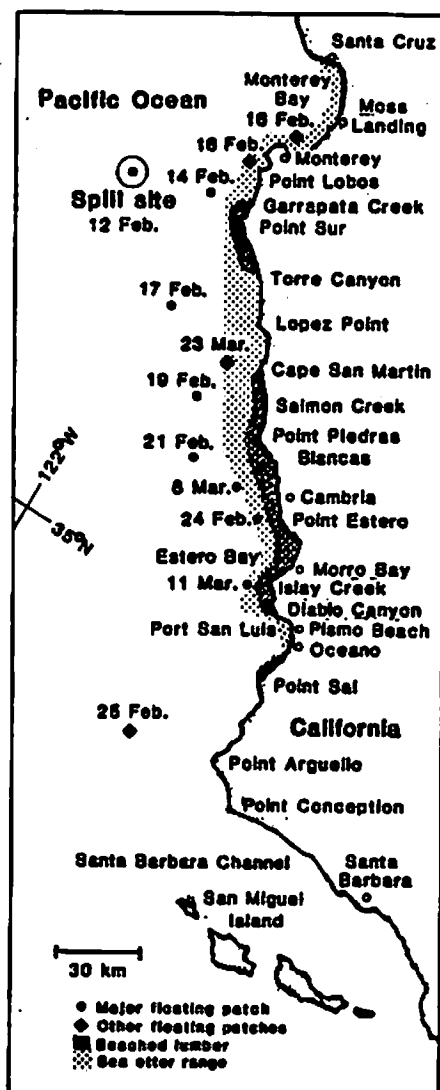 Santa Cruz
Monterey
Bay
Pacific Ocean
16 Feb.
Moss
Landing
16 Feb.
Monterey
14 Feb.
Point Lobos
Spill site
12 Feb.
Garrapata Creek
Point Sur
Torre Canyon
17 Feb.
Lopez Point
23 Mar.
Cape San Martin
19 Feb.
Salmon Creek
21 Feb.
Point Piedras
Blancas
122°W
8 Mar.
Cambria
24 Feb.
Point Estero
35°N
Estero Bay
Morro Bay
11 Mar.
Islay Creek
Diablo Canyon
Port San Luis
Pismo Beach
Oceano
Point Sal
25 Feb.
California
Point Arguello
Point Conception
Santa Barbara Channel
Santa
Barbara
San Miguel
Island
30 km
Major floating patch
Other floating patches
Beached lumber
Sea otter range